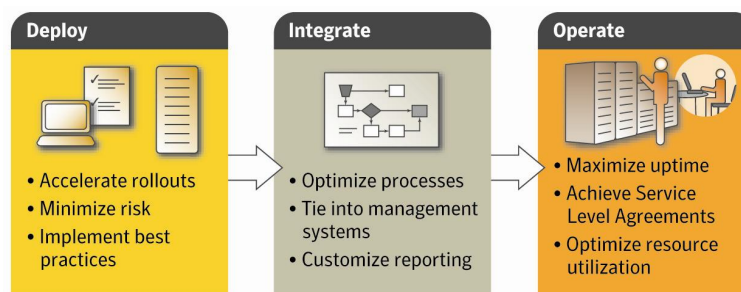 Deploy
• Accelerate rollouts
• Minimize risk
• Implement best
practices
Integrate
• Optimize processes
• Tie into management
systems
• Customize reporting
Operate
• Maximize uptime
• Achieve Service
Level Agreements
• Optimize resource
utilization